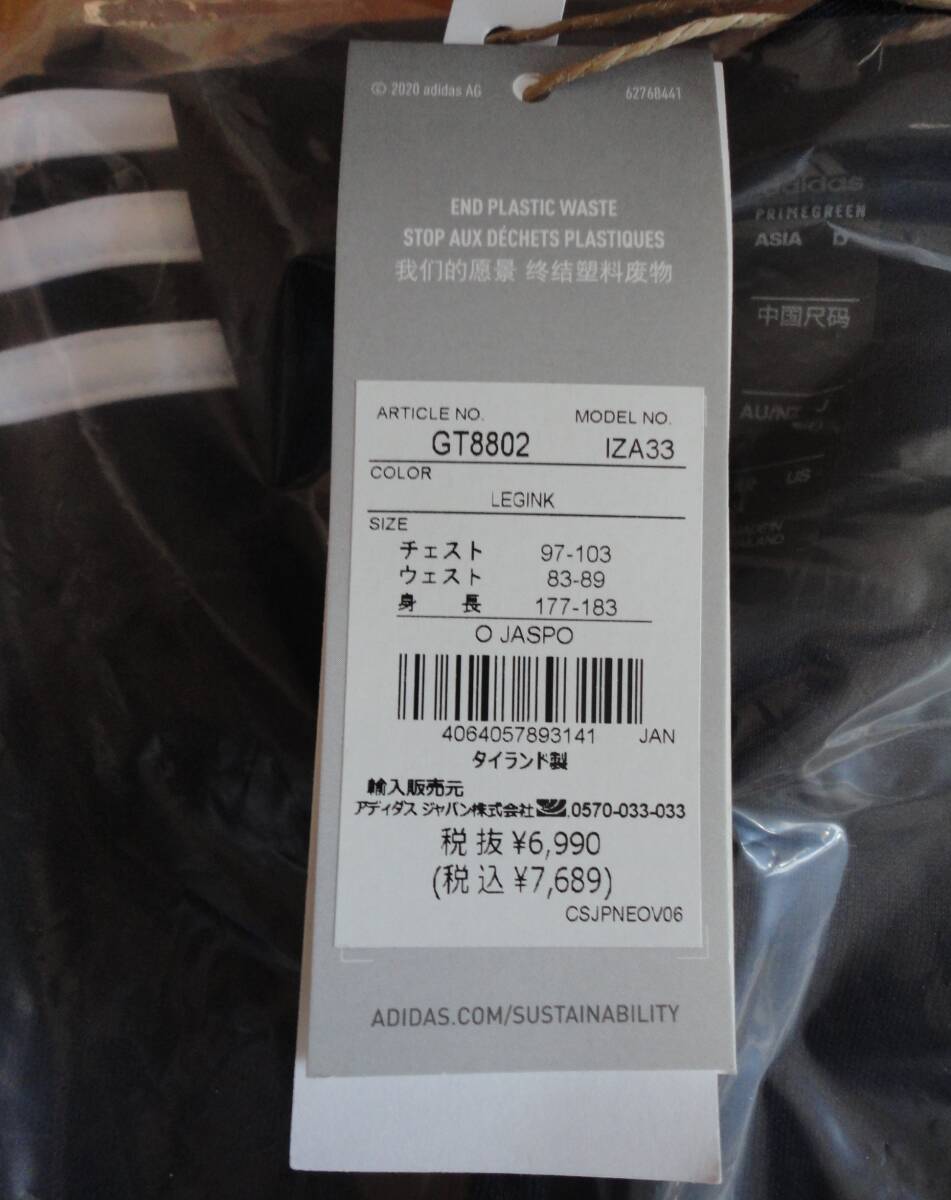 © 2020 adidas AG
62768441
END PLASTIC WASTE
STOP AUX DÉCHETS PLASTIQUES
我们的愿景 终结塑料废物
ARTICLE NO. MODEL NO.
GT8802 IZA33
COLOR
LEGINK
SIZE
チェスト 97-103
ウェスト 83-89
身長 177-183
O JASPO
4064057893141 JAN
タイランド製
輸入販売元
アディダス ジャパン株式会社 0570-033-033
税抜 ¥6,990
(税込 ¥7,689)
CSJPNEOV06
ADIDAS.COM/SUSTAINABILITY
adidas
PRIMEGREEN
ASIA
中国尺码
AU/NZ J
US